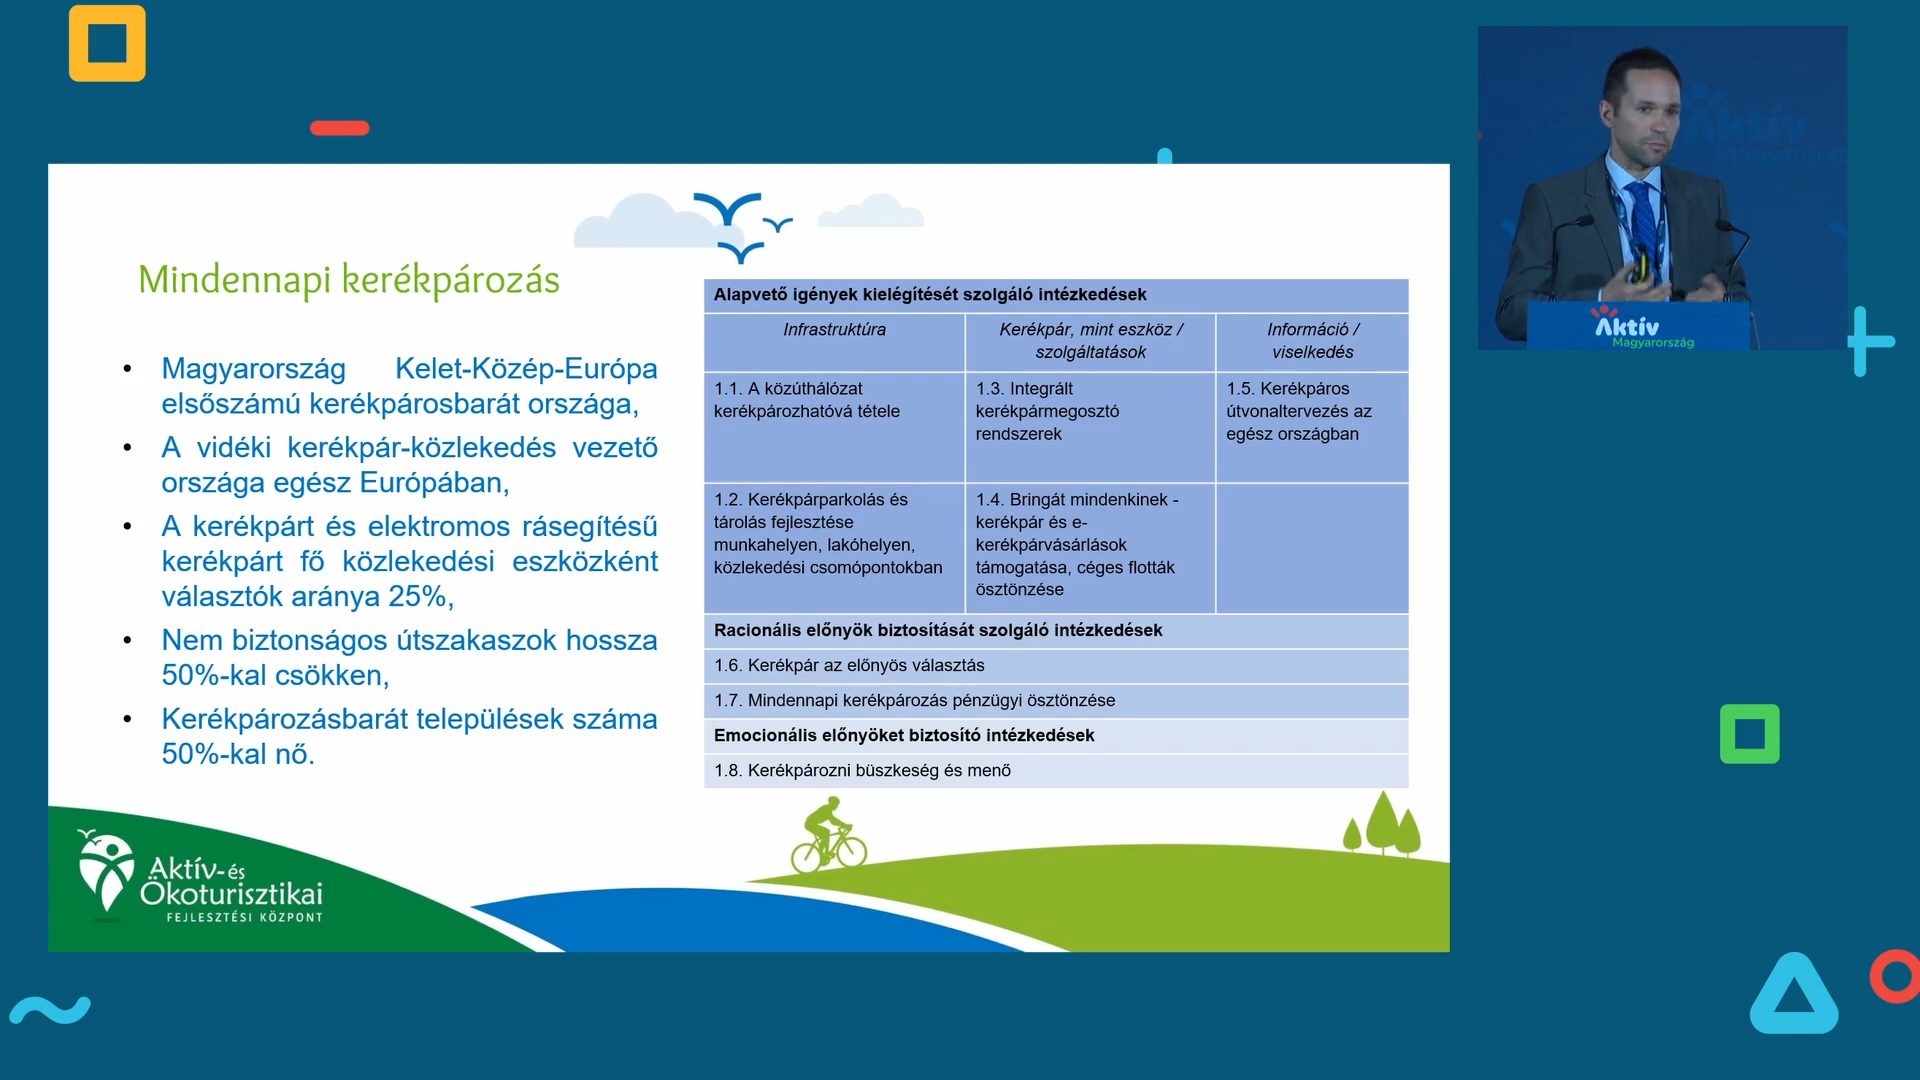 Mindennapi kerékpározás
Magyarország Kelet-Közép-Európa
elsőszámú kerékpárosbarát országa,
A vidéki kerékpár-közlekedés vezető
országa egész Európában,
A kerékpárt és elektromos rásegítésű
kerékpárt fő közlekedési eszközként
választók aránya 25%,
Nem biztonságos útszakaszok hossza
50%-kal csökken,
Kerékpározásbarát települések száma
50%-kal nő.
Alapvető igények kielégítését szolgáló intézkedések
Infrastruktúra
Kerékpár, mint eszköz /
szolgáltatások
Információ /
viselkedés
1.1. A közúthálózat
kerékpározhatóvá tétele
1.3. Integrált
kerékpármegosztó
rendszerek
1.5. Kerékpáros
útvonaltervezés az
egész országban
1.2. Kerékpárparkolás és
tárolás fejlesztése
munkahelyen, lakóhelyen,
közlekedési csomópontokban
1.4. Bringát mindenkinek -
kerékpár és e-
kerékpárvásárlások
támogatása, céges flották
ösztönzése
Racionális előnyök biztosítását szolgáló intézkedések
1.6. Kerékpár az előnyös választás
1.7. Mindennapi kerékpározás pénzügyi ösztönzése
Emocionális előnyöket biztosító intézkedések
1.8. Kerékpározni büszkeség és menő
Aktív- és
Ökoturisztikai
FEJLESZTÉSI KÖZPONT
Aktív
Magyarország
Aktív
Magyarország